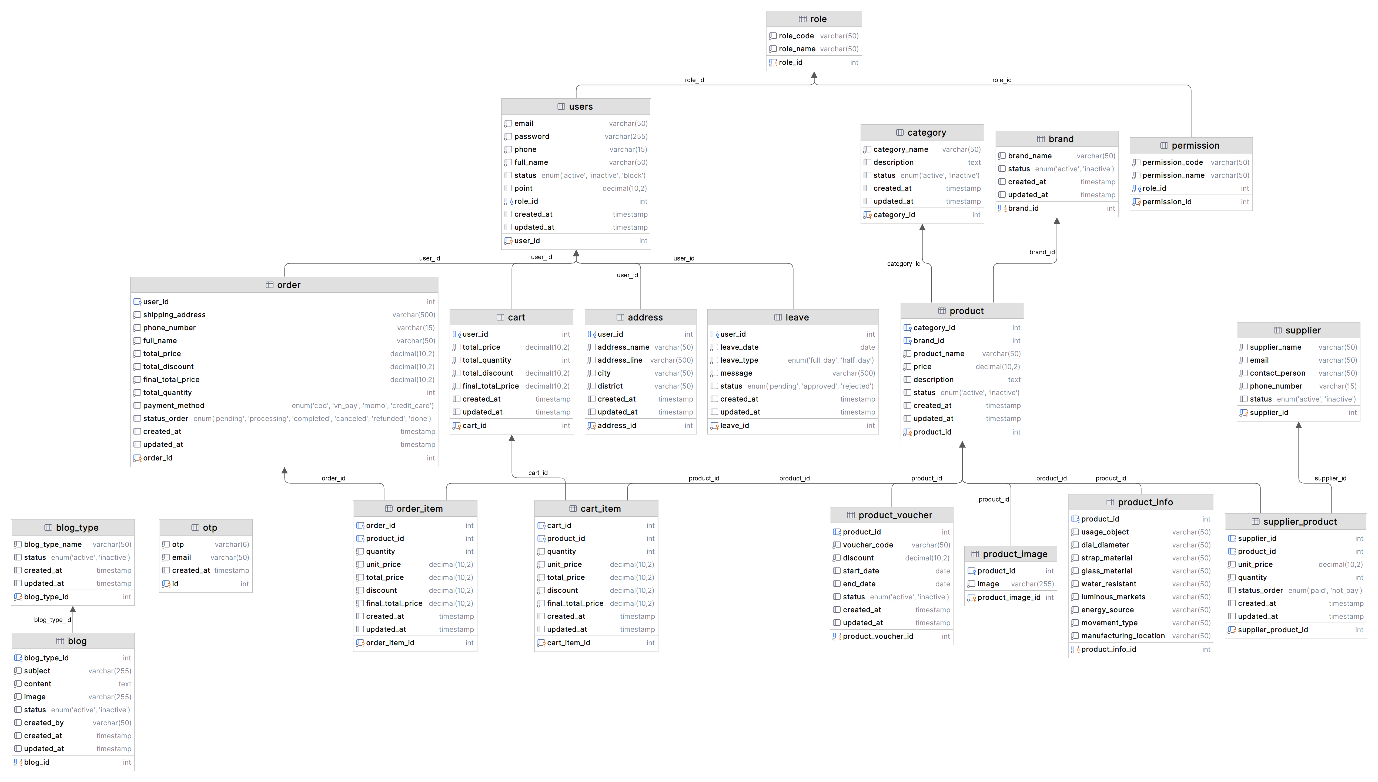 role
role_code varchar(50)
role_name varchar(50)
role_id int
role_id
role_id
users
email varchar(50)
password varchar(255)
phone varchar(15)
full_name varchar(50)
status enum('active', 'inactive', 'block')
point decimal(10,2)
role_id int
created_at timestamp
updated_at timestamp
user_id int
category
category_name varchar(50)
description text
status enum('active', 'inactive')
created_at timestamp
updated_at timestamp
category_id int
brand
brand_name varchar(50)
status enum('active', 'inactive')
created_at timestamp
updated_at timestamp
brand_id int
permission
permission_code varchar(50)
permission_name varchar(50)
role_id int
permission_id int
user_id
user_id
user_id
user_id
category_id
brand_id
order
user_id int
shipping_address varchar(500)
phone_number varchar(15)
full_name varchar(50)
total_price decimal(10,2)
total_discount decimal(10,2)
final_total_price decimal(10,2)
total_quantity int
payment_method enum('cod', 'vn_pay', 'momo', 'credit_card')
status_order enum('pending', 'processing', 'completed', 'canceled', 'refunded', 'done')
created_at timestamp
updated_at timestamp
order_id int
cart
user_id int
total_price decimal(10,2)
total_quantity int
total_discount decimal(10,2)
final_total_price decimal(10,2)
created_at timestamp
updated_at timestamp
cart_id int
address
user_id int
address_name varchar(50)
address_line varchar(500)
city varchar(50)
district varchar(50)
created_at timestamp
updated_at timestamp
address_id int
leave
user_id int
leave_date date
leave_type enum('full_day', 'half_day')
message varchar(500)
status enum('pending', 'approved', 'rejected')
created_at timestamp
updated_at timestamp
leave_id int
product
category_id int
brand_id int
product_name varchar(50)
price decimal(10,2)
description text
status enum('active', 'inactive')
created_at timestamp
updated_at timestamp
product_id int
supplier
supplier_name varchar(50)
email varchar(50)
contact_person varchar(50)
phone_number varchar(15)
status enum('active', 'inactive')
supplier_id int
order_id
cart_id
product_id
product_id
product_id
product_id
product_id
product_id
supplier_id
blog_type
blog_type_name varchar(50)
status enum('active', 'inactive')
created_at timestamp
updated_at timestamp
blog_type_id int
otp
otp varchar(6)
email varchar(50)
created_at timestamp
id int
order_item
order_id int
product_id int
quantity int
unit_price decimal(10,2)
total_price decimal(10,2)
discount decimal(10,2)
final_total_price decimal(10,2)
created_at timestamp
updated_at timestamp
order_item_id int
cart_item
cart_id int
product_id int
quantity int
unit_price decimal(10,2)
total_price decimal(10,2)
discount decimal(10,2)
final_total_price decimal(10,2)
created_at timestamp
updated_at timestamp
cart_item_id int
product_voucher
product_id int
voucher_code varchar(50)
discount decimal(10,2)
start_date date
end_date date
status enum('active', 'inactive')
created_at timestamp
updated_at timestamp
product_voucher_id int
product_image
product_id int
image varchar(255)
product_image_id int
product_info
product_id int
usage_object varchar(50)
dial_diameter varchar(50)
strap_material varchar(50)
glass_material varchar(50)
water_resistant varchar(50)
luminous_markets varchar(50)
energy_source varchar(50)
movement_type varchar(50)
manufacturing_location varchar(50)
product_info_id int
supplier_product
supplier_id int
product_id int
unit_price decimal(10,2)
quantity int
status_order enum('paid', 'not_pay')
created_at timestamp
updated_at timestamp
supplier_product_id int
blog_type_id
blog
blog_type_id int
subject varchar(255)
content text
image varchar(255)
status enum('active', 'inactive')
created_by varchar(50)
created_at timestamp
updated_at timestamp
blog_id int